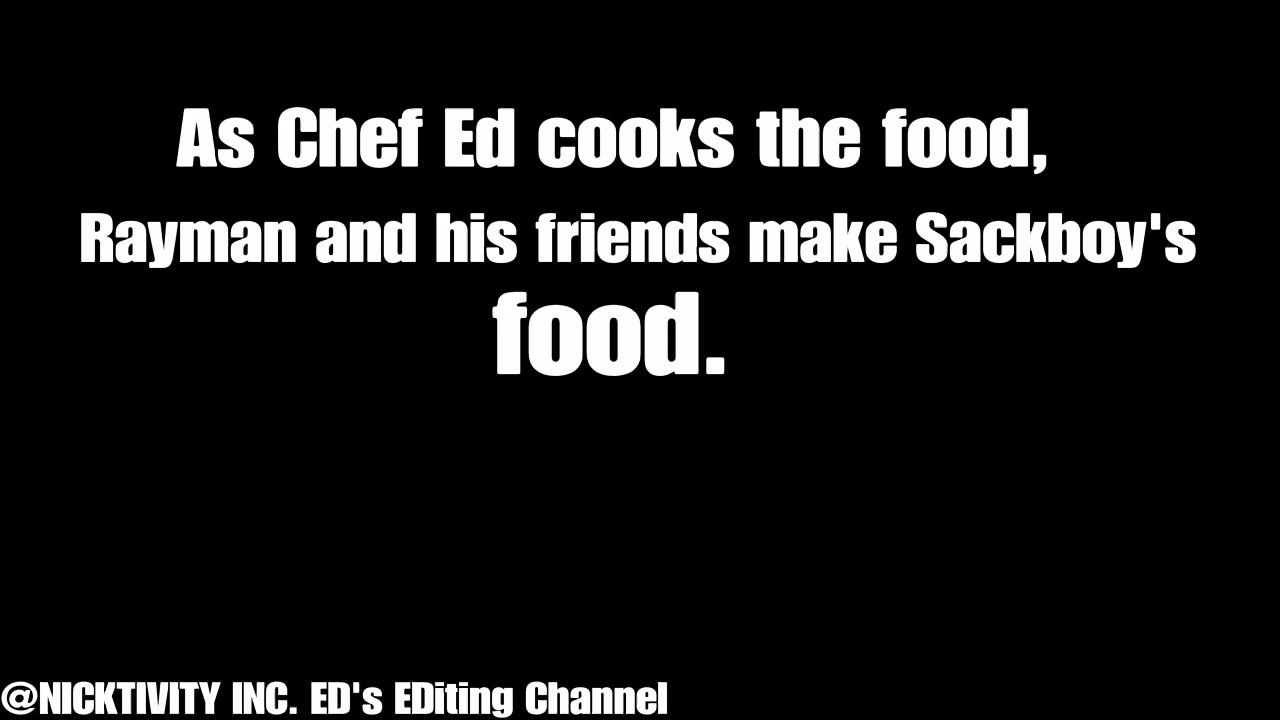 As Chef Ed cooks the food,
Rayman and his friends make Sackboy's
food.
@NICKTIVITY INC. ED's EDiting Channel